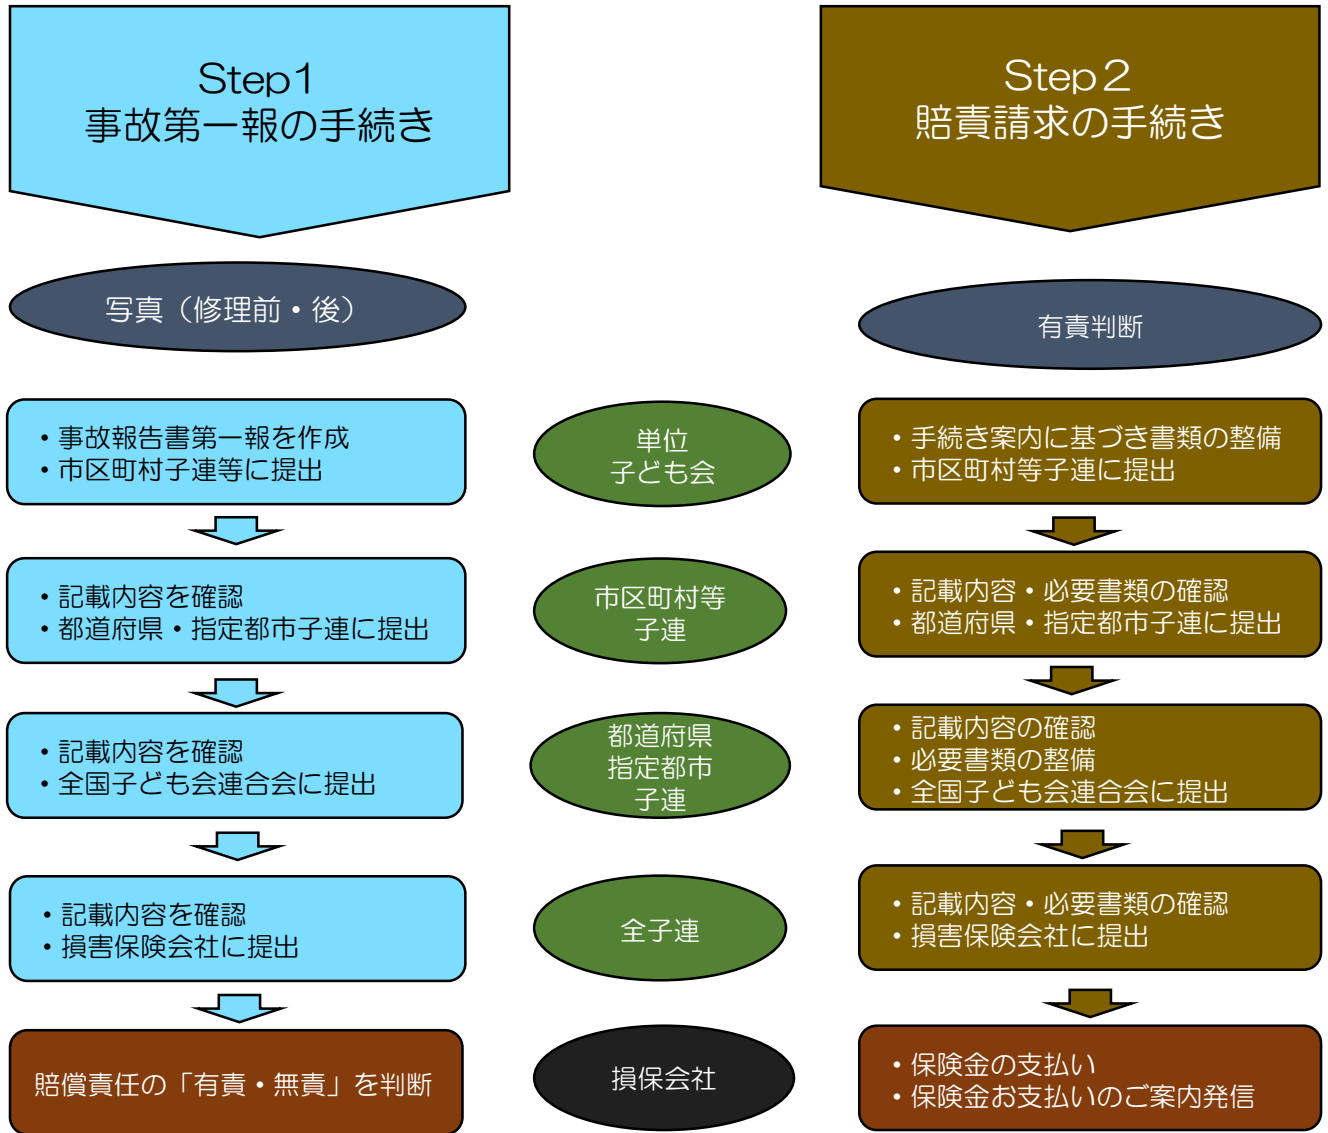 Step1
事故第一報の手続き
Step2
賠責請求の手続き
写真（修理前・後）
有責判断
・事故報告書第一報を作成
・市区町村子連等に提出
単位
子ども会
・手続き案内に基づき書類の整備
・市区町村等子連に提出
・記載内容を確認
・都道府県・指定都市子連に提出
市区町村等
子連
・記載内容・必要書類の確認
・都道府県・指定都市子連に提出
・記載内容を確認
・全国子ども会連合会に提出
都道府県
指定都市
子連
・記載内容の確認
・必要書類の整備
・全国子ども会連合会に提出
・記載内容を確認
・損害保険会社に提出
全子連
・記載内容・必要書類の確認
・損害保険会社に提出
賠償責任の「有責・無責」を判断
損保会社
・保険金の支払い
・保険金お支払いのご案内発信